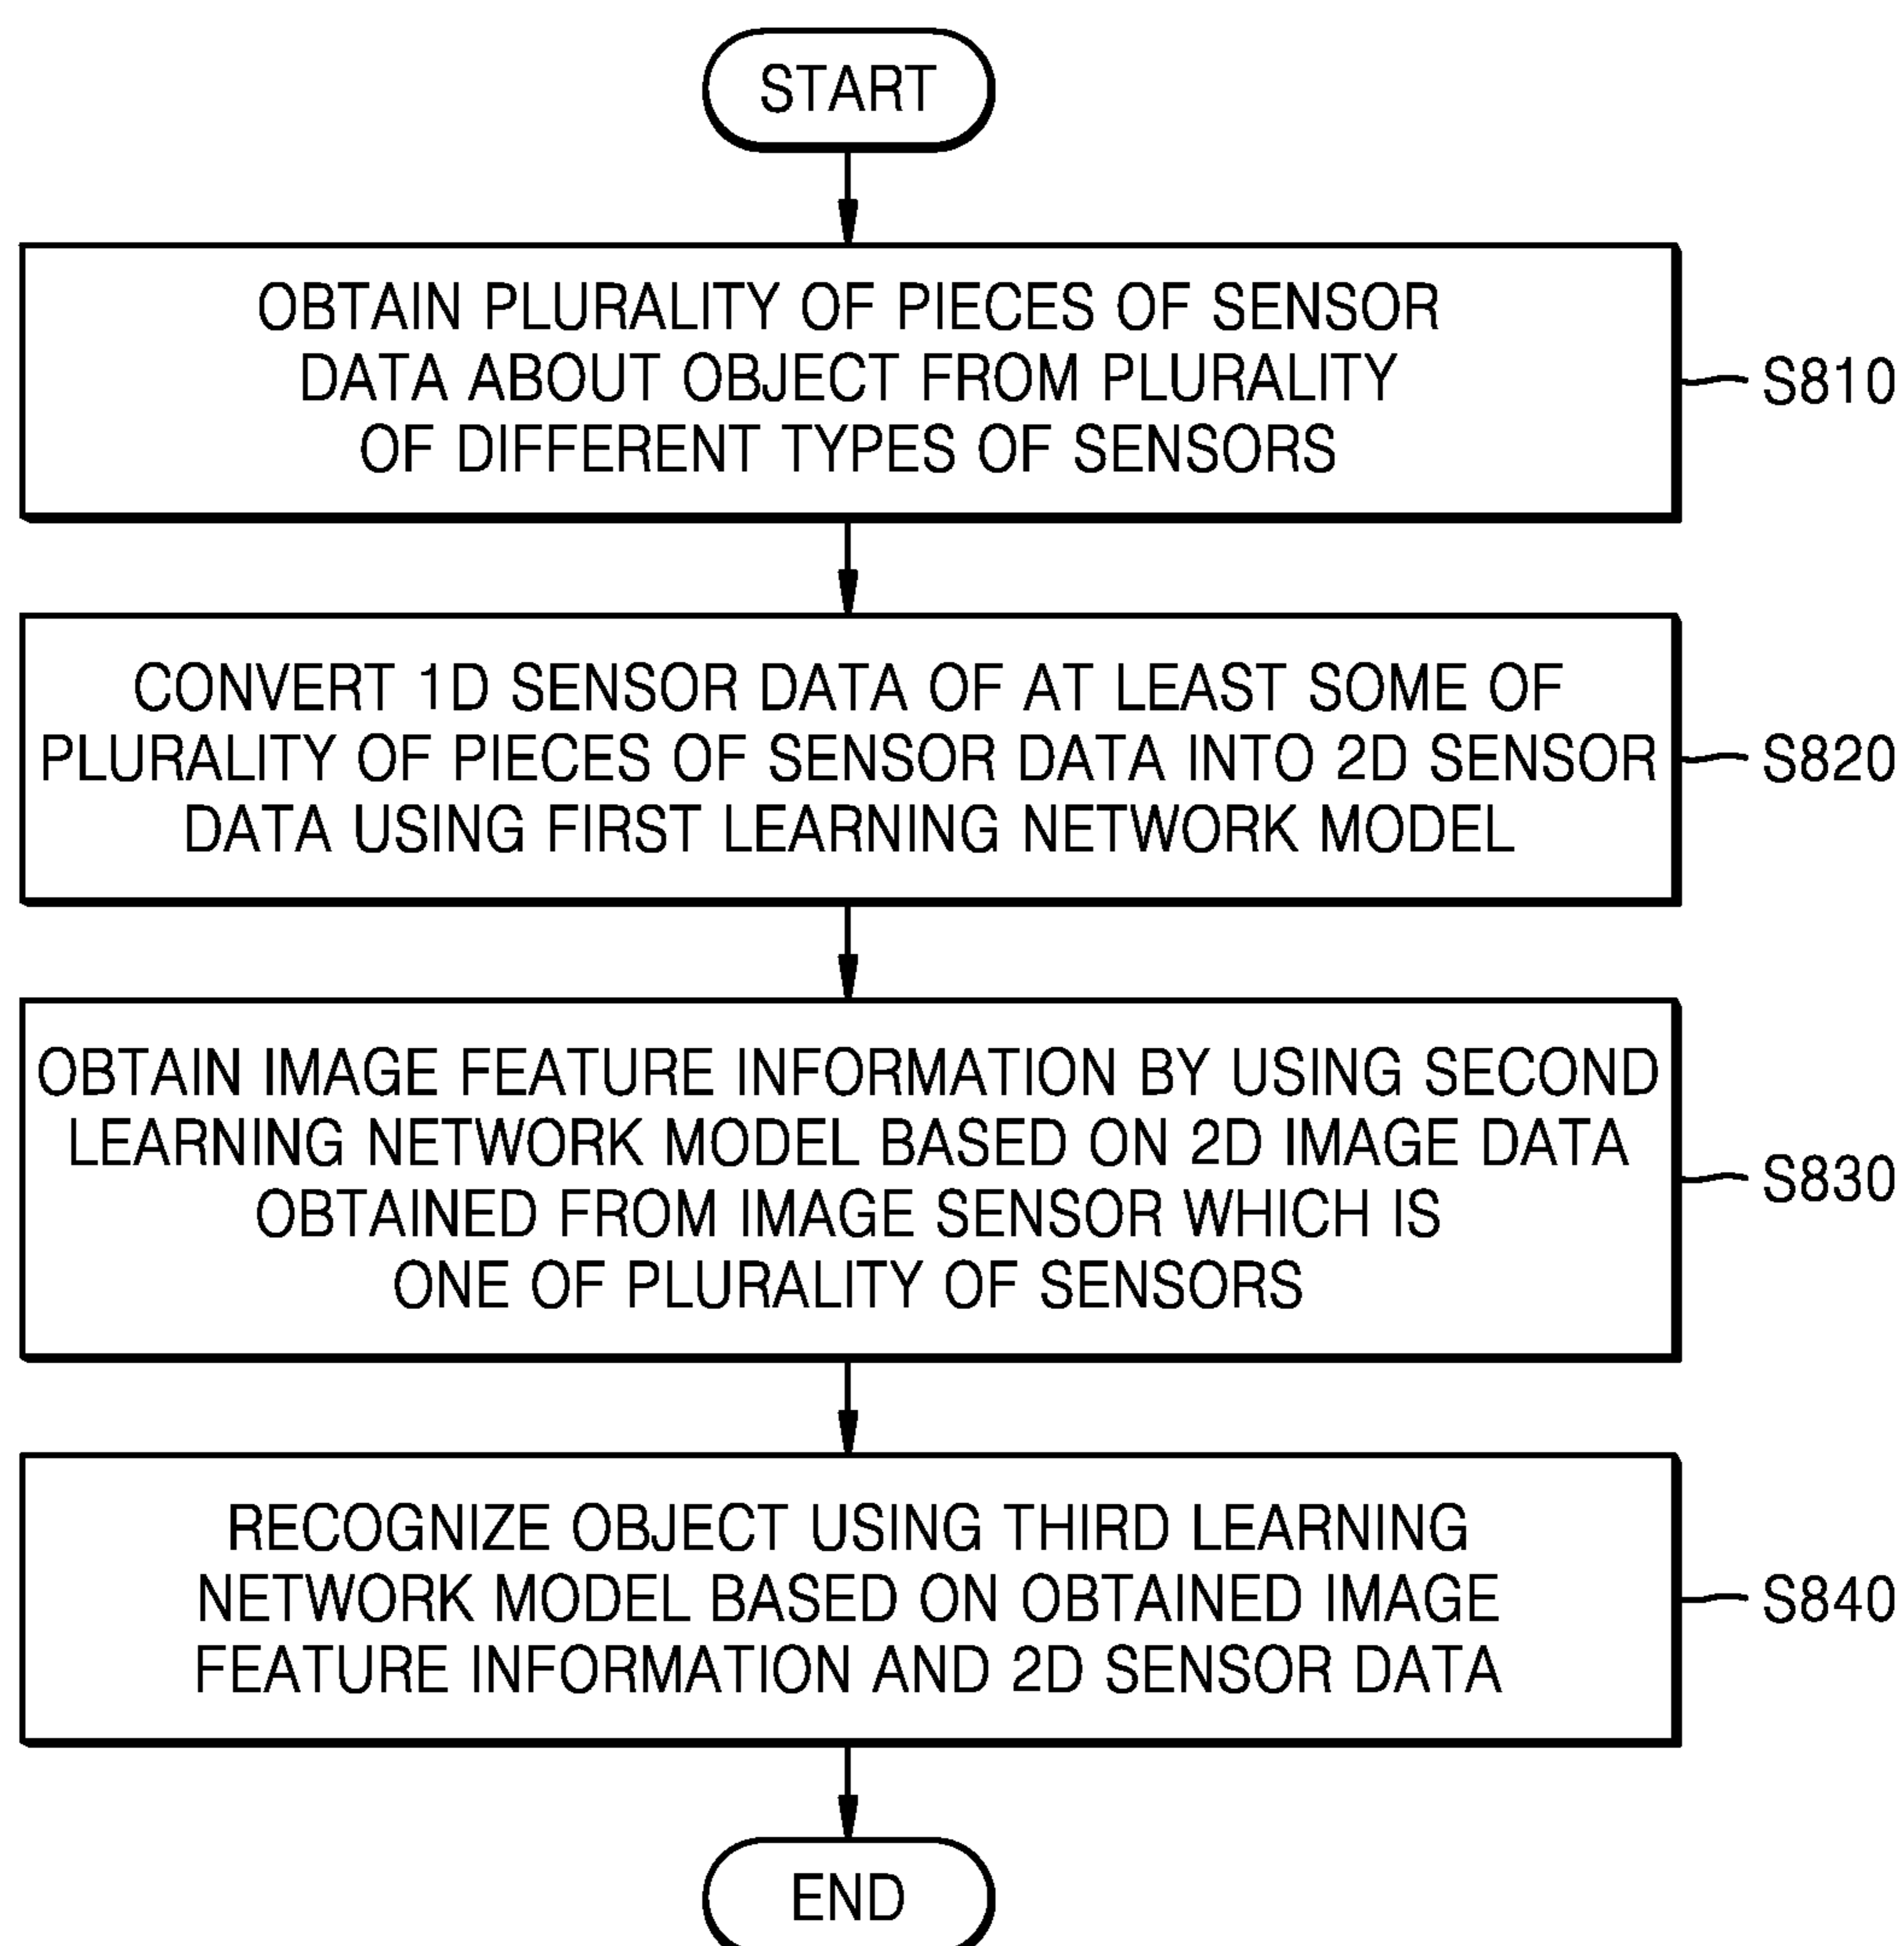 START
OBTAIN PLURALITY OF PIECES OF SENSOR
DATA ABOUT OBJECT FROM PLURALITY
OF DIFFERENT TYPES OF SENSORS
S810
CONVERT 1D SENSOR DATA OF AT LEAST SOME OF
PLURALITY OF PIECES OF SENSOR DATA INTO 2D SENSOR
DATA USING FIRST LEARNING NETWORK MODEL
S820
OBTAIN IMAGE FEATURE INFORMATION BY USING SECOND
LEARNING NETWORK MODEL BASED ON 2D IMAGE DATA
OBTAINED FROM IMAGE SENSOR WHICH IS
ONE OF PLURALITY OF SENSORS
S830
RECOGNIZE OBJECT USING THIRD LEARNING
NETWORK MODEL BASED ON OBTAINED IMAGE
FEATURE INFORMATION AND 2D SENSOR DATA
S840
END